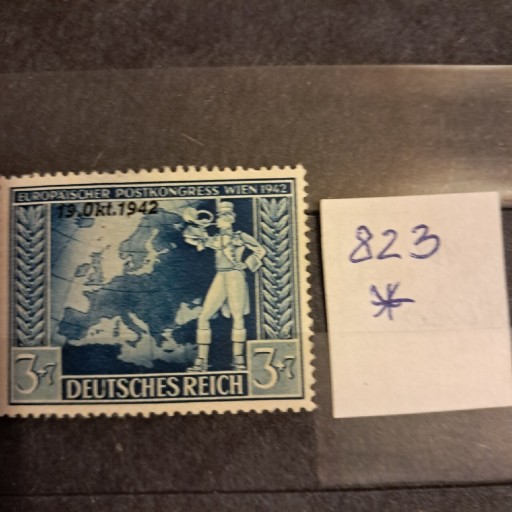 EUROPÄISCHER POSTKONGRESS WIEN 1942
19.Okt.1942
3+7 3+7
DEUTSCHES REICH
823
*